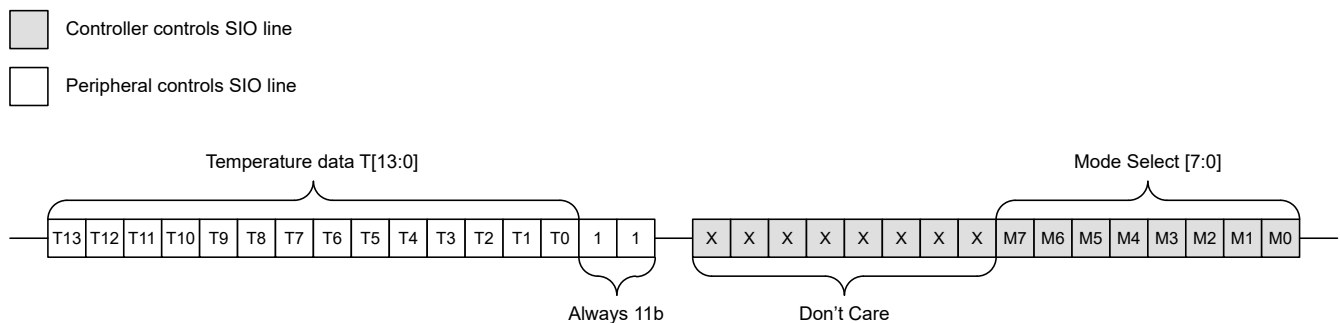 Controller controls SIO line
Peripheral controls SIO line
Temperature data T[13:0]
Mode Select [7:0]
T13 T12 T11 T10 T9 T8 T7 T6 T5 T4 T3 T2 T1 T0 1 1 X X X X X X X X M7 M6 M5 M4 M3 M2 M1 M0
Always 11b
Don't Care